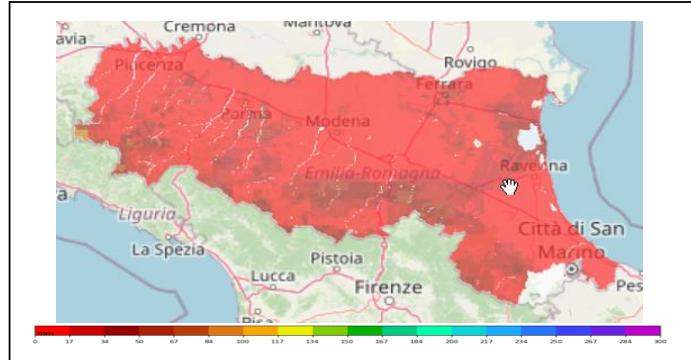 Cremona
Mantova
avia
Piacenza
Rovigo
Ferrara
Parma
Modena
Emilia-Romagna
Ravenna
a
Liguria
La Spezia
Città di San
Marino
Pistoia
Lucca
Firenze
Pes
Pisa
0 17 34 50 67 84 100 117 134 150 167 184 200 217 234 250 267 284 300